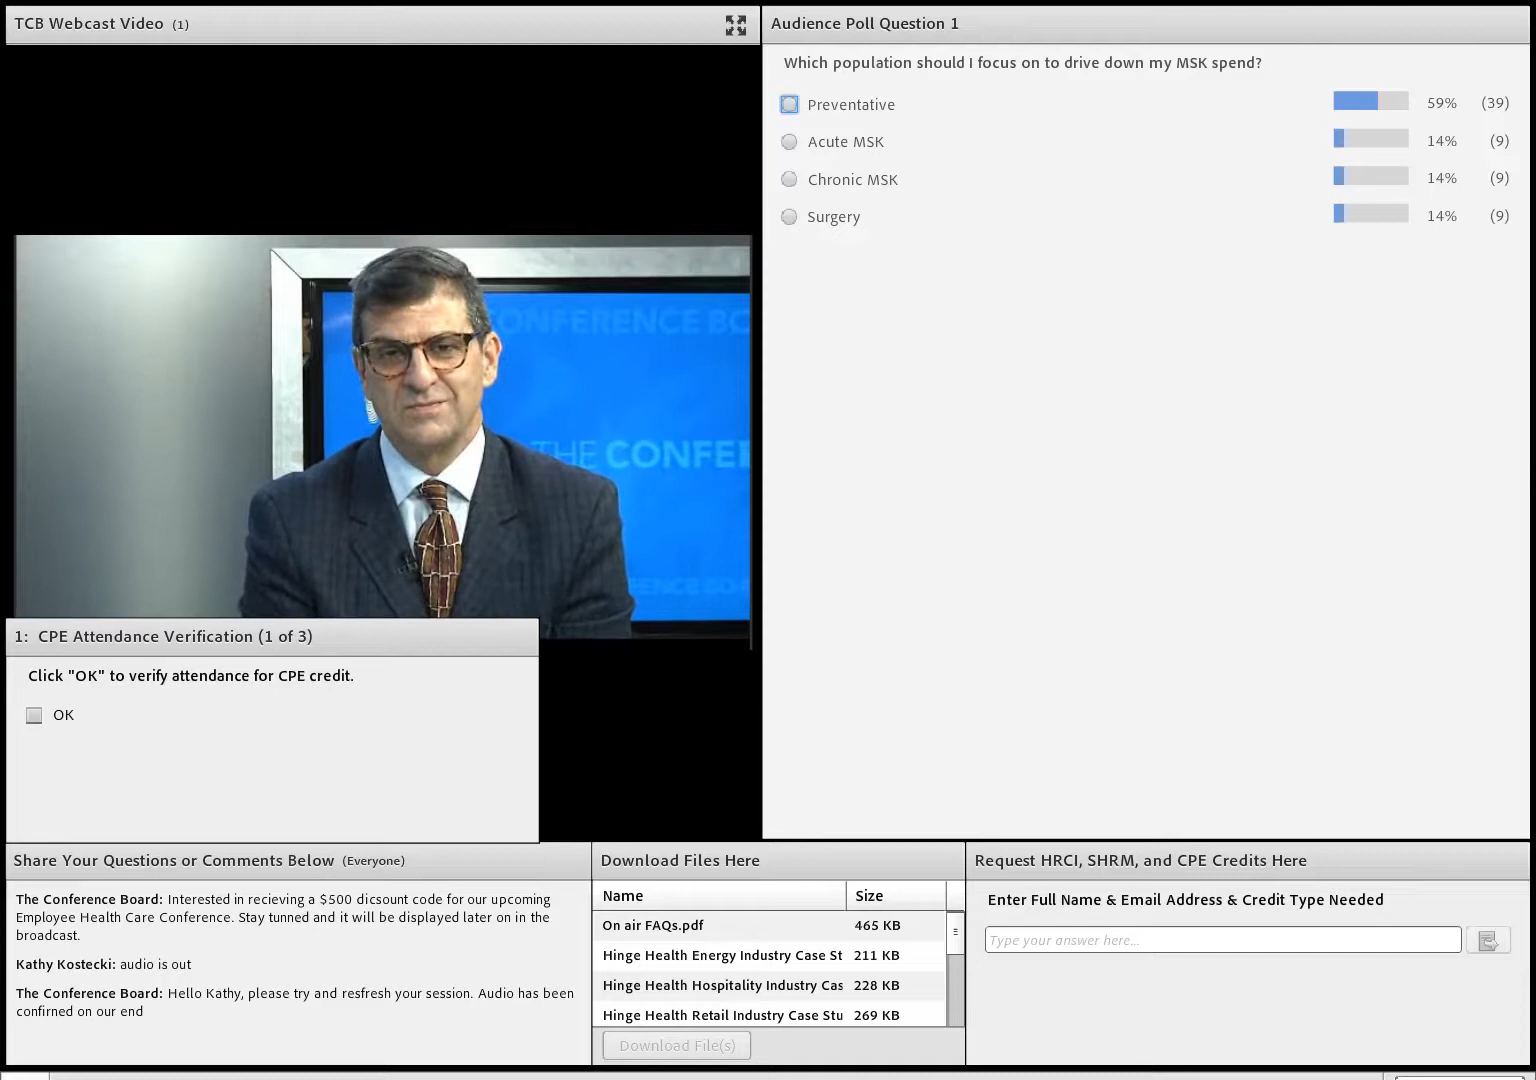 TCB Webcast Video (1)
Audience Poll Question 1
Which population should I focus on to drive down my MSK spend?
Preventative 59% (39)
Acute MSK 14% (9)
Chronic MSK 14% (9)
Surgery 14% (9)
CONFERENCE BO
THE CONFE
1: CPE Attendance Verification (1 of 3)
Click "OK" to verify attendance for CPE credit.
OK
Share Your Questions or Comments Below (Everyone)
The Conference Board: Interested in recieving a $500 dicsount code for our upcoming
Employee Health Care Conference. Stay tunned and it will be displayed later on in the
broadcast.
Kathy Kostecki: audio is out
The Conference Board: Hello Kathy, please try and resfresh your session. Audio has been
confirned on our end
Download Files Here
Name Size
On air FAQs.pdf 465 KB
Hinge Health Energy Industry Case St 211 KB
Hinge Health Hospitality Industry Cas 228 KB
Hinge Health Retail Industry Case Stu 269 KB
Download File(s)
Request HRCI, SHRM, and CPE Credits Here
Enter Full Name & Email Address & Credit Type Needed
Type your answer here...